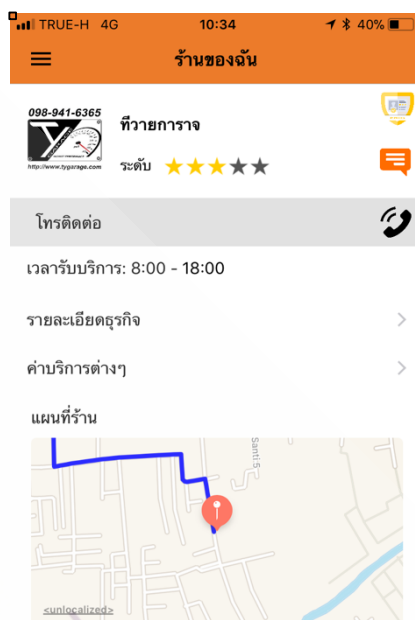 TRUE-H 4G 10:34 40%
ร้านของฉัน
098-941-6365
http://www.tygarage.com
ทีวายการาจ
ระดับ
โทรติดต่อ
เวลารับบริการ: 8:00 - 18:00
รายละเอียดธุรกิจ
ค่าบริการต่างๆ
แผนที่ร้าน
Santi 5
<unlocalized>